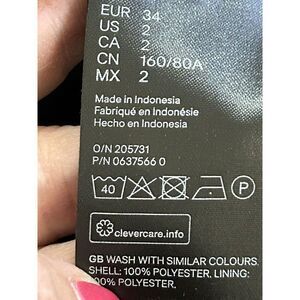 EUR 34
US 2
CA 2
CN 160/80A
MX 2
Made in Indonesia
Fabriqué en Indonésie
Hecho en Indonesia
O/N 205731
P/N 0637566 0
40 P
clevercare.info
GB WASH WITH SIMILAR COLOURS.
SHELL: 100% POLYESTER, LINING:
100% POLYESTER.